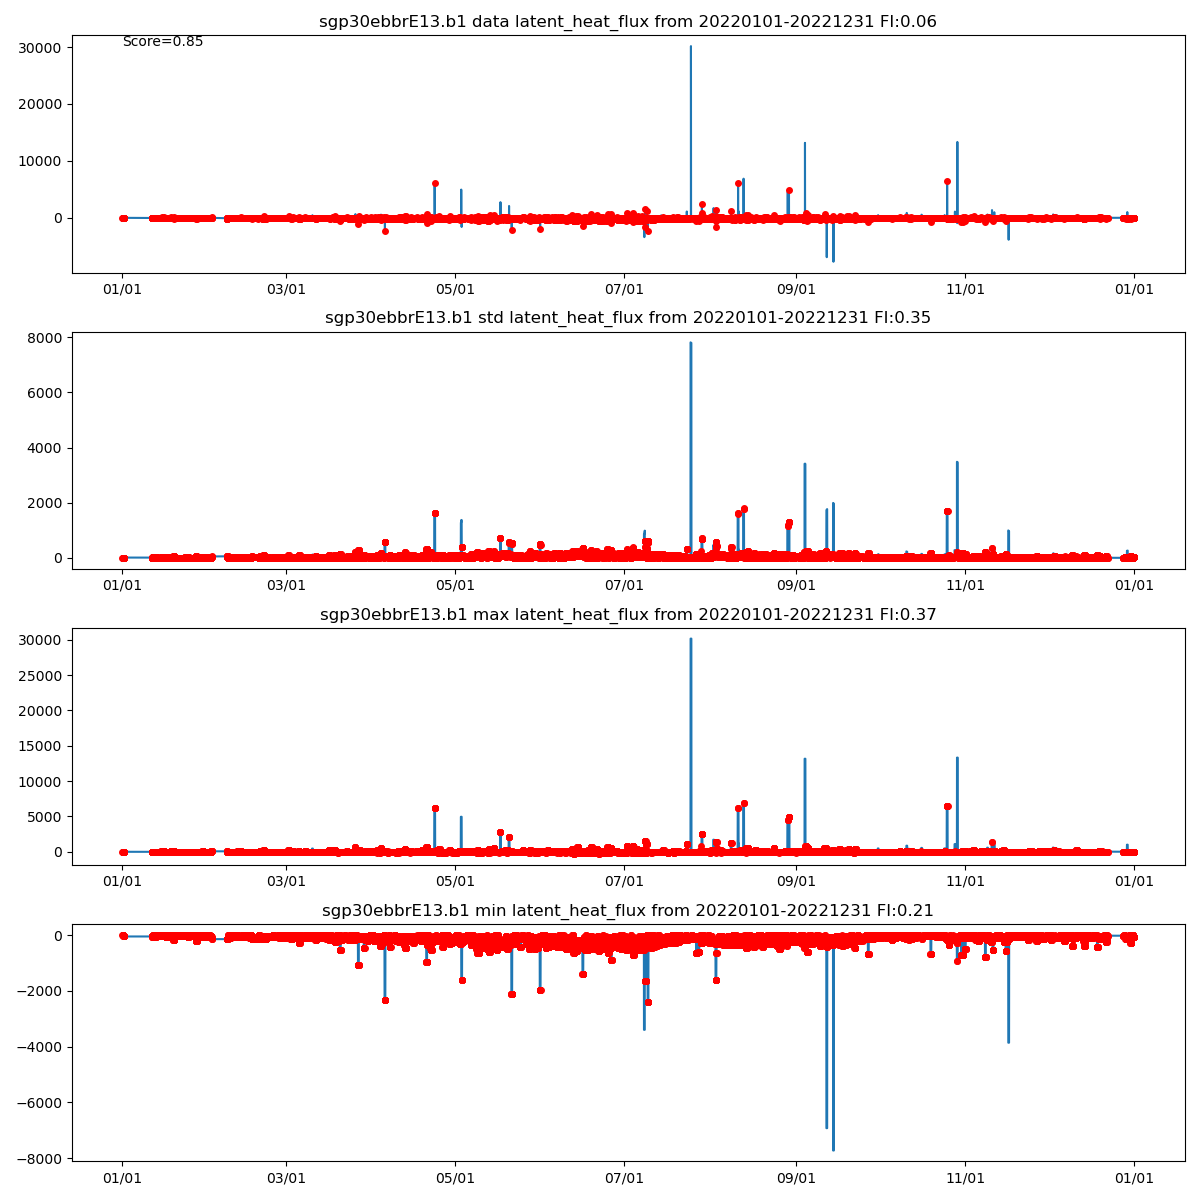 sgp30ebbrE13.b1 data latent_heat_flux from 20220101-20221231 FI:0.06
Score=0.85
30000
20000
10000
0
01/01 03/01 05/01 07/01 09/01 11/01 01/01
sgp30ebbrE13.b1 std latent_heat_flux from 20220101-20221231 FI:0.35
8000
6000
4000
2000
0
01/01 03/01 05/01 07/01 09/01 11/01 01/01
sgp30ebbrE13.b1 max latent_heat_flux from 20220101-20221231 FI:0.37
30000
25000
20000
15000
10000
5000
0
01/01 03/01 05/01 07/01 09/01 11/01 01/01
sgp30ebbrE13.b1 min latent_heat_flux from 20220101-20221231 FI:0.21
0
−2000
−4000
−6000
−8000
01/01 03/01 05/01 07/01 09/01 11/01 01/01